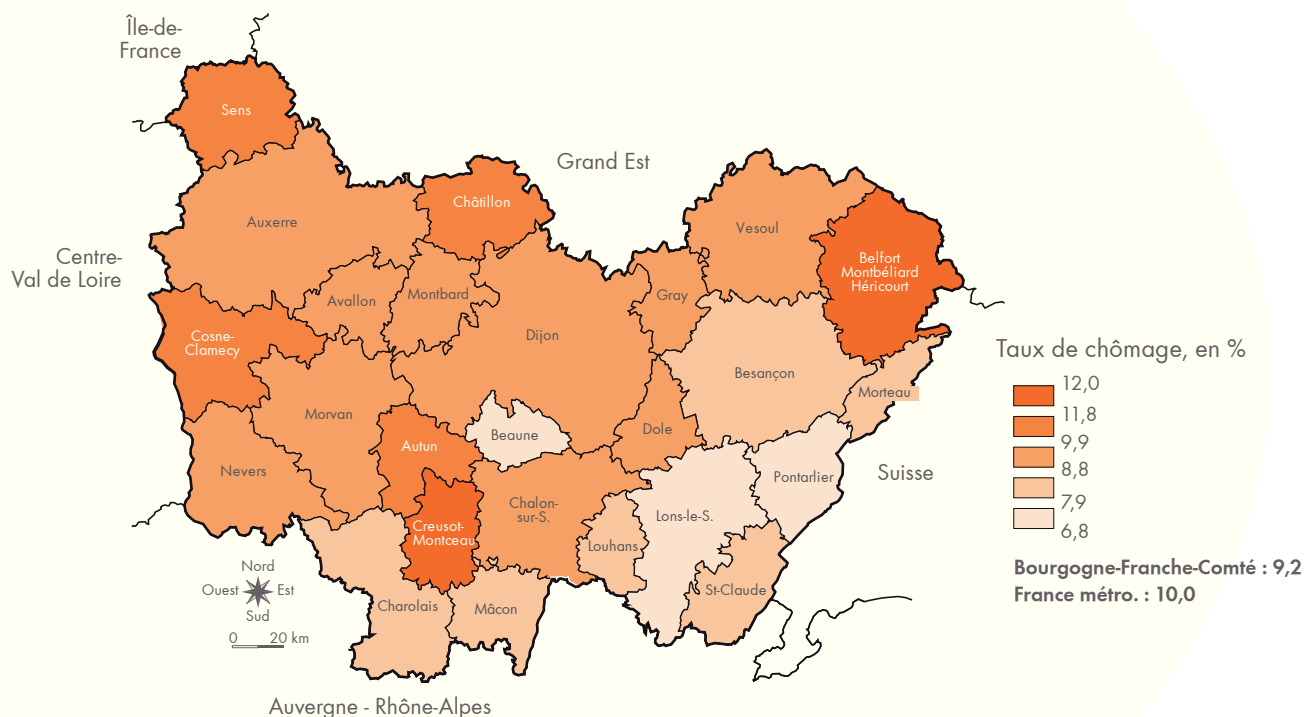 Île-de-
France
Sens
Grand Est
Châtillon
Auxerre
Vesoul
Centre-
Val de Loire
Belfort
Montbéliard
Héricourt
Avallon
Montbard
Gray
Cosne-
Clamecy
Dijon
Besançon
Morteau
Morvan
Beaune
Dole
Autun
Nevers
Pontarlier
Suisse
Chalon-
sur-S.
Lons-le-S.
Creusot-
Montceau
Louhans
St-Claude
Charolais
Mâcon
Nord
Ouest
Est
Sud
0 20 km
Auvergne - Rhône-Alpes
Taux de chômage, en %
12,0
11,8
9,9
8,8
7,9
6,8
Bourgogne-Franche-Comté : 9,2
France métro. : 10,0